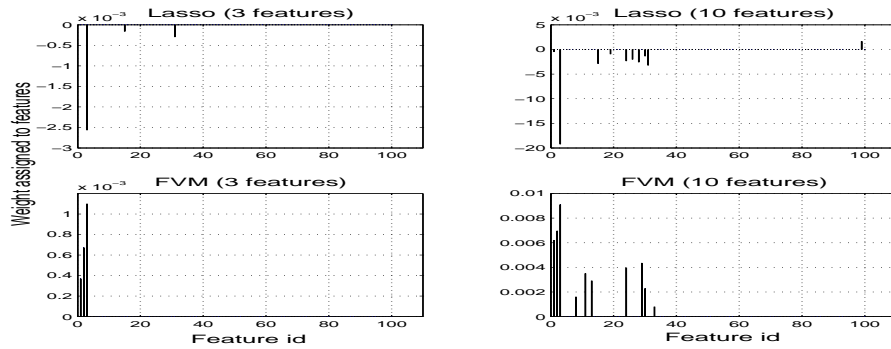 Weight assigned to features
Lasso (3 features)
x 10⁻³
0
−0.5
−1
−1.5
−2
−2.5
−3
0 20 40 60 80 100
Lasso (10 features)
x 10⁻³
5
0
−5
−10
−15
−20
0 20 40 60 80 100
FVM (3 features)
x 10⁻³
1
0.8
0.6
0.4
0.2
0
0 20 40 60 80 100
Feature id
FVM (10 features)
0.01
0.008
0.006
0.004
0.002
0
0 20 40 60 80 100
Feature id